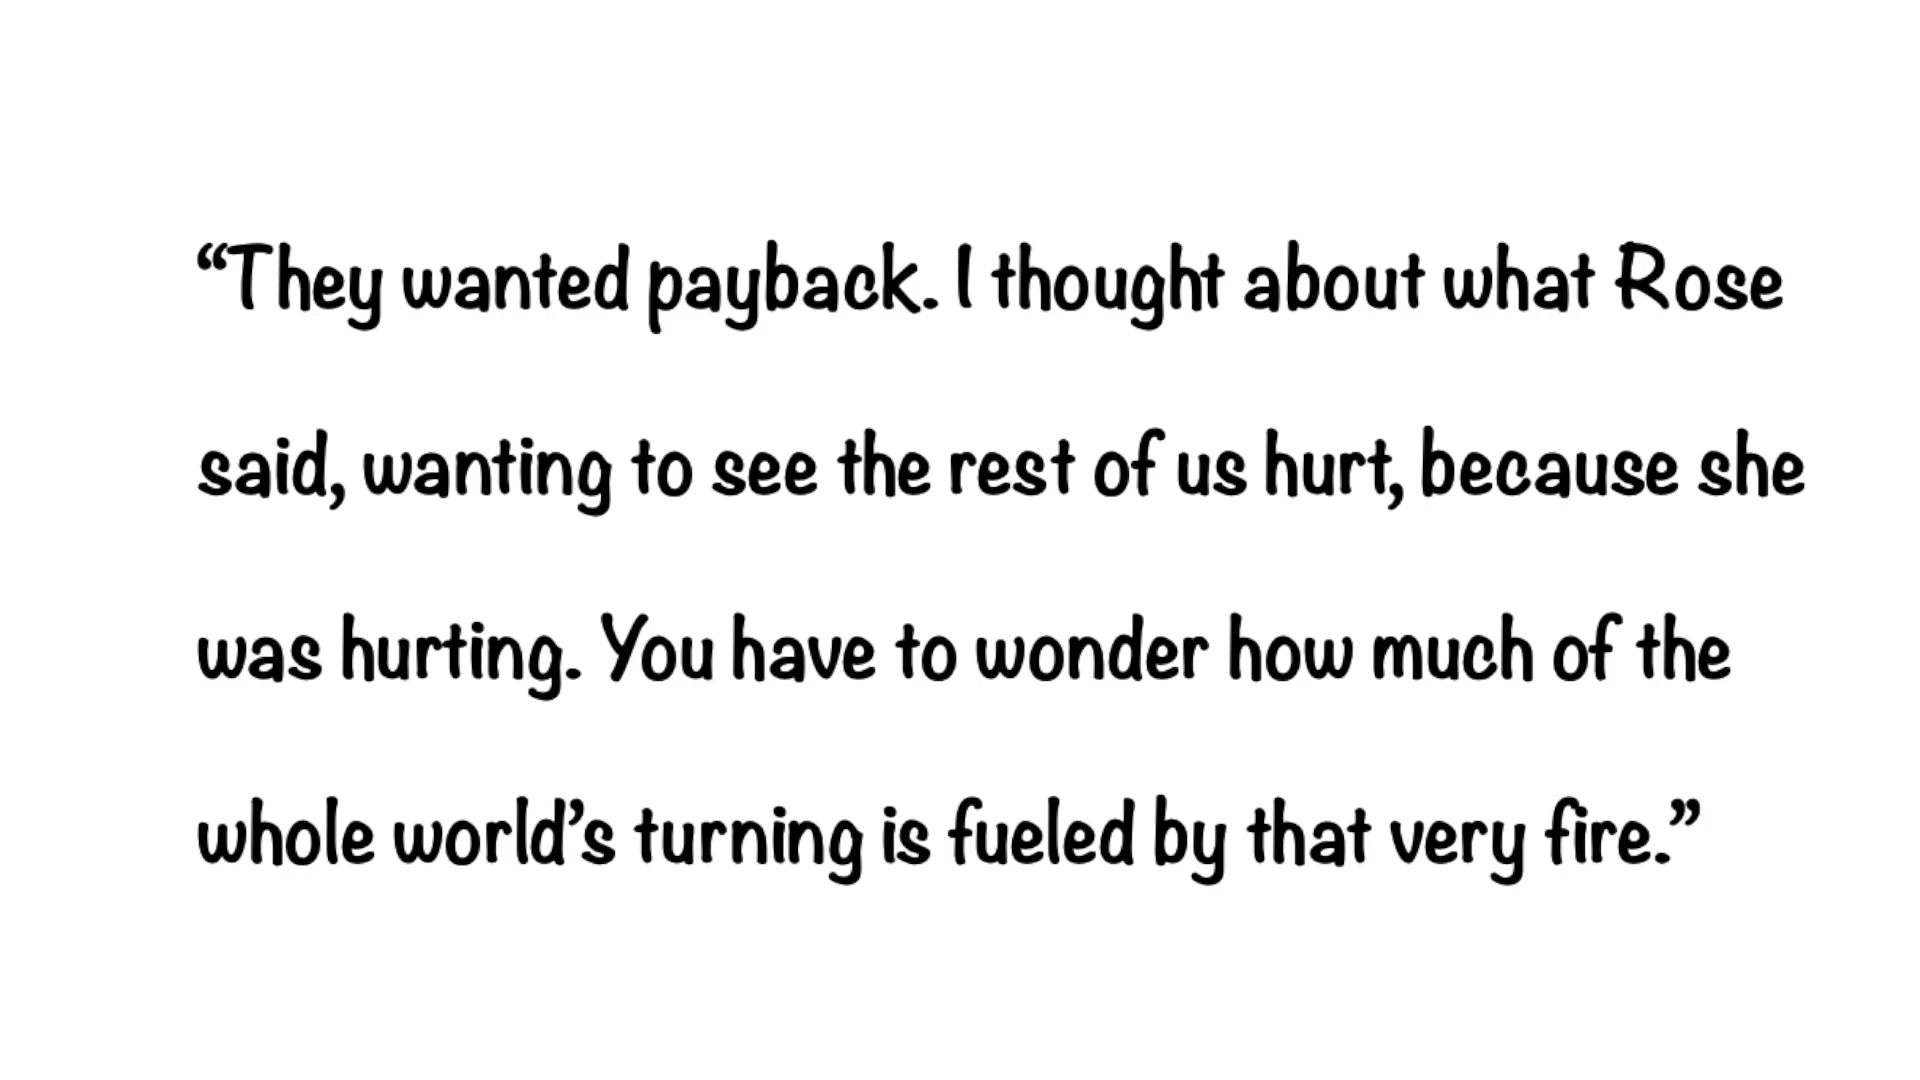 “They wanted payback. I thought about what Rose
said, wanting to see the rest of us hurt, because she
was hurting. You have to wonder how much of the
whole world’s turning is fueled by that very fire.”